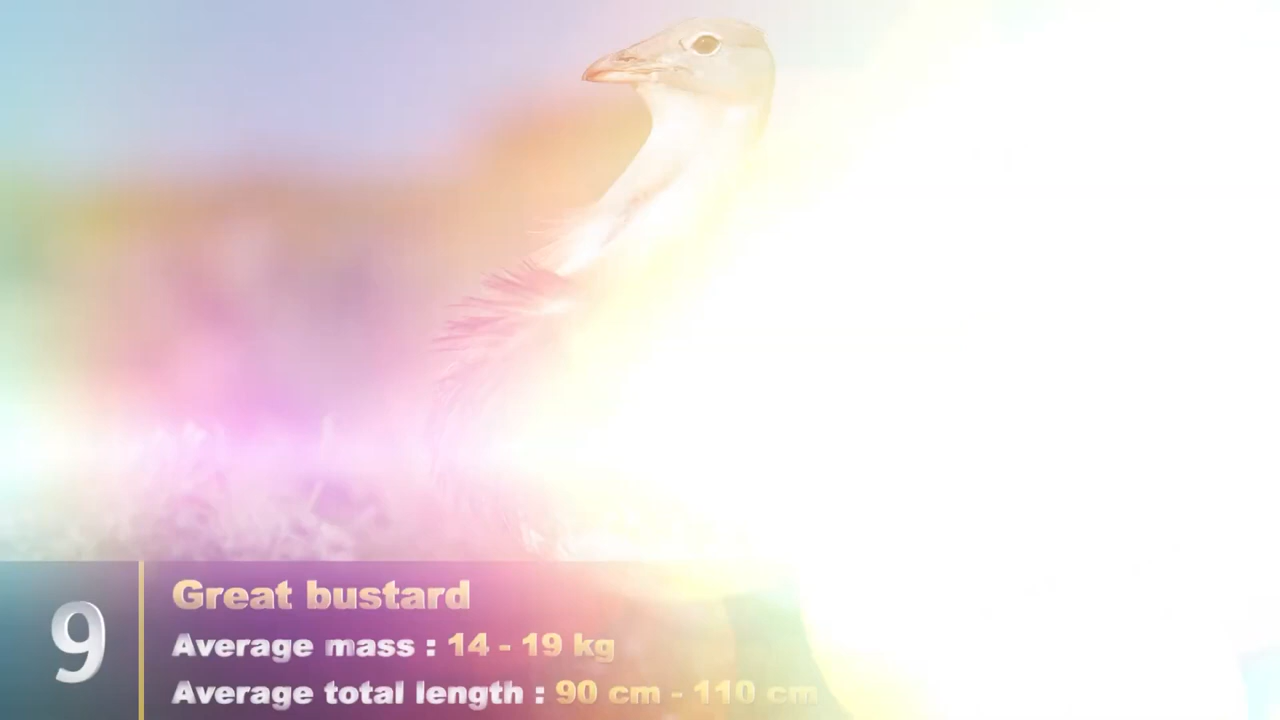 9
Great bustard
Average mass : 14 - 19 kg
Average total length : 90 cm - 110 cm